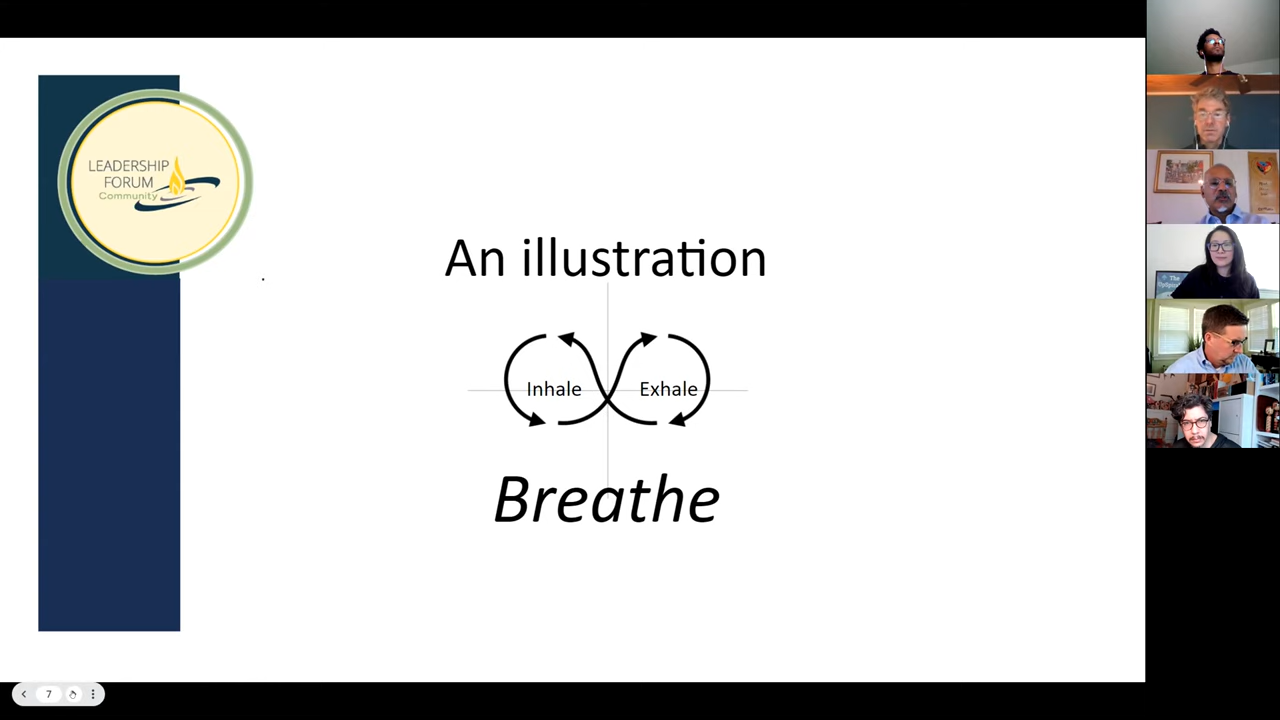 LEADERSHIP
FORUM
Community
An illustration
Inhale
Exhale
Breathe
7